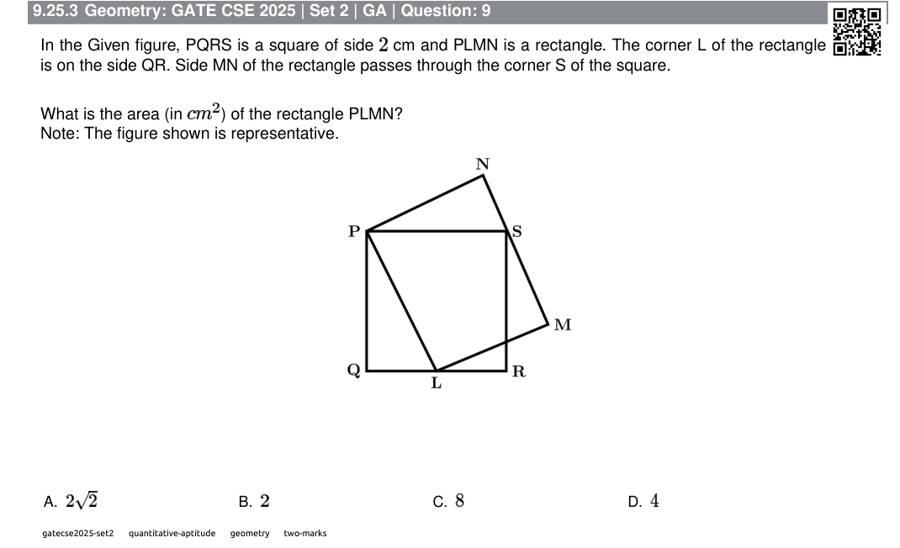 9.25.3 Geometry: GATE CSE 2025 | Set 2 | GA | Question: 9
In the Given figure, PQRS is a square of side 2 cm and PLMN is a rectangle. The corner L of the rectangle
is on the side QR. Side MN of the rectangle passes through the corner S of the square.
What is the area (in cm²) of the rectangle PLMN?
Note: The figure shown is representative.
N
P S
M
Q R
L
A. 2√2 B. 2 C. 8 D. 4
gatecse2025-set2 quantitative-aptitude geometry two-marks